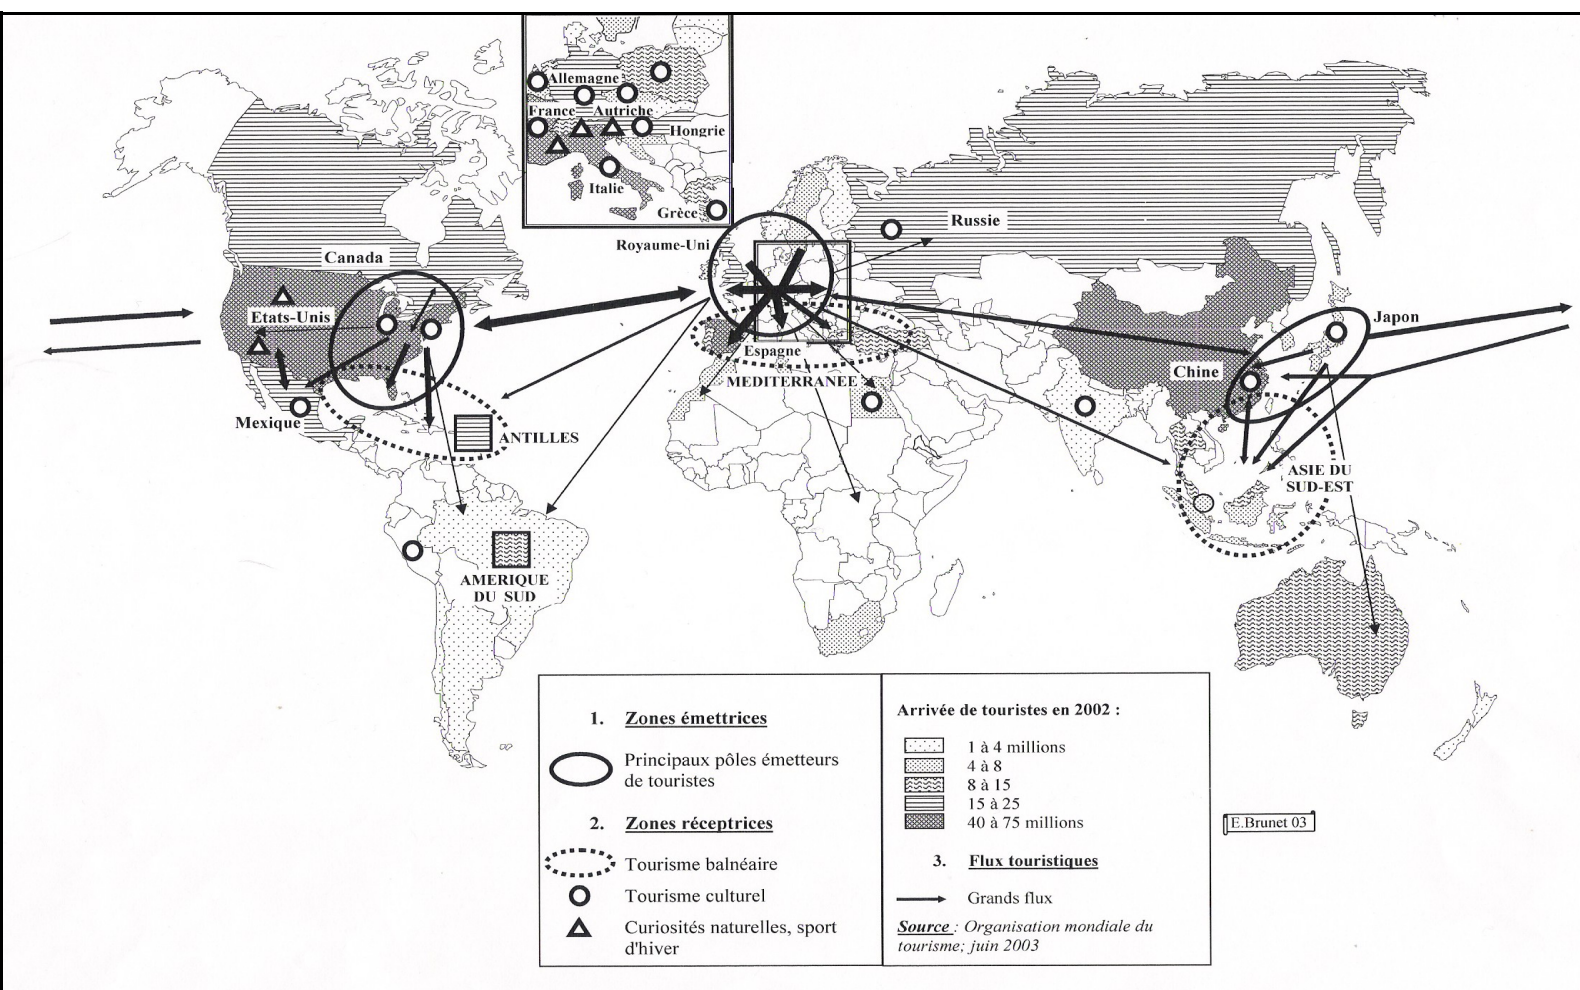 Allemagne
France
Autriche
Hongrie
Italie
Grèce
Royaume-Uni
Russie
Canada
Etats-Unis
Japon
Espagne
Chine
MEDITERRANEE
Mexique
ANTILLES
ASIE DU
SUD-EST
AMERIQUE
DU SUD
1. Zones émettrices
Principaux pôles émetteurs
de touristes
2. Zones réceptrices
Tourisme balnéaire
Tourisme culturel
Curiosités naturelles, sport
d'hiver
Arrivée de touristes en 2002 :
1 à 4 millions
4 à 8
8 à 15
15 à 25
40 à 75 millions
3. Flux touristiques
Grands flux
Source : Organisation mondiale du
tourisme; juin 2003
E.Brunet 03